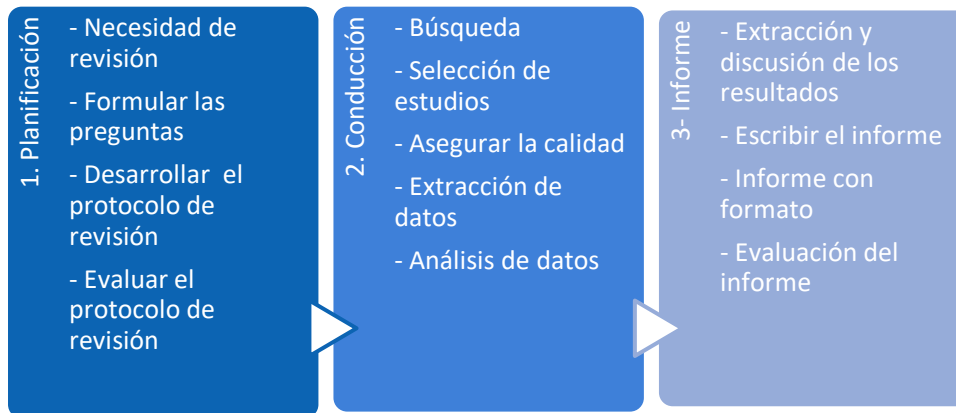 1. Planificación
- Necesidad de
revisión
- Formular las
preguntas
- Desarrollar  el
protocolo de
revisión
- Evaluar el
protocolo de
revisión
2. Conducción
- Búsqueda
- Selección de
estudios
- Asegurar la calidad
- Extracción de
datos
- Análisis de datos
3- Informe
- Extracción y
discusión de los
resultados
- Escribir el informe
- Informe con
formato
- Evaluación del
informe